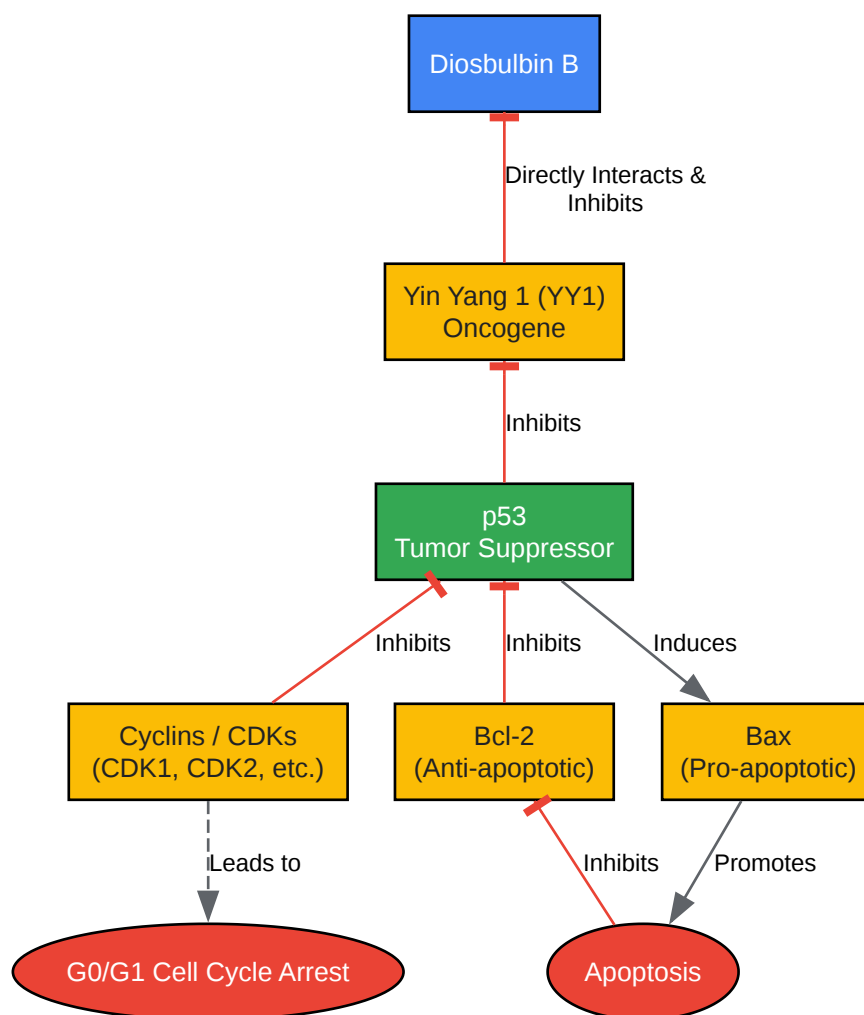 Diosbulbin B
Directly Interacts &
Inhibits
Yin Yang 1 (YY1)
Oncogene
Inhibits
p53
Tumor Suppressor
Inhibits
Inhibits
Induces
Cyclins / CDKs
(CDK1, CDK2, etc.)
Bcl-2
(Anti-apoptotic)
Bax
(Pro-apoptotic)
Leads to
Inhibits
Promotes
G0/G1 Cell Cycle Arrest
Apoptosis